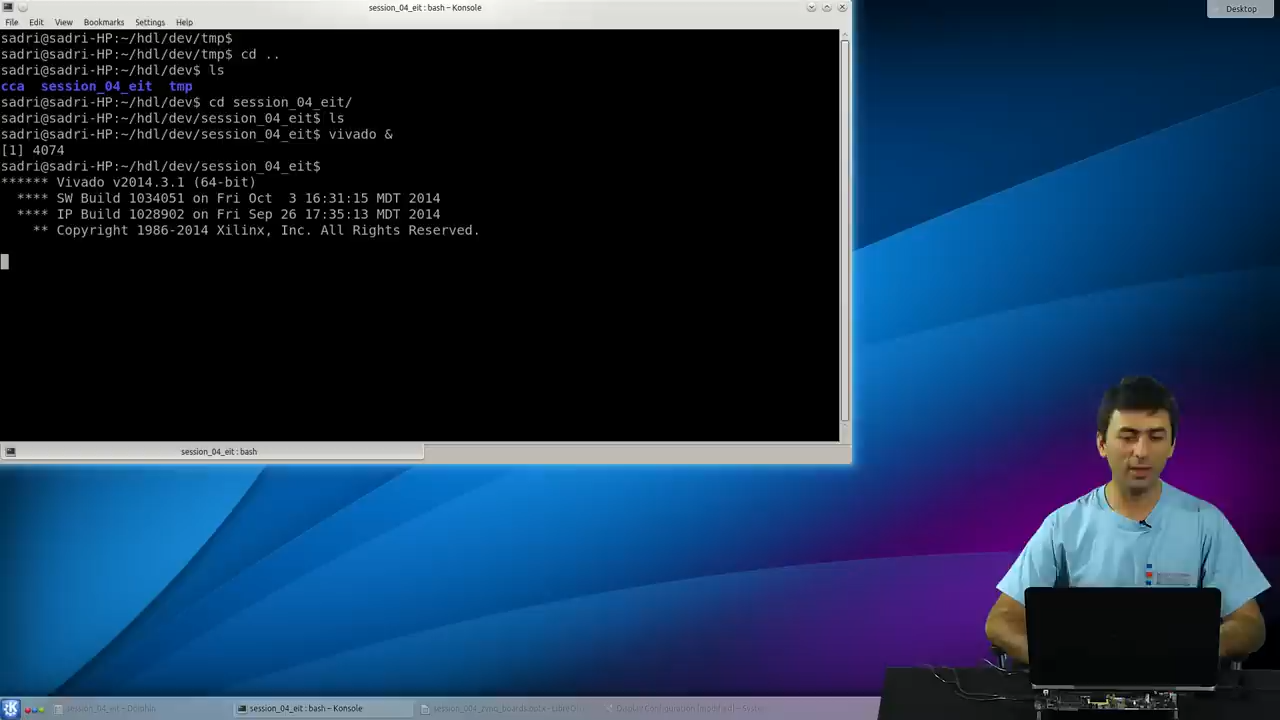 session_04_eit : bash – Konsole
Desktop
File Edit View Bookmarks Settings Help
sadri@sadri-HP:~/hdl/dev/tmp$
sadri@sadri-HP:~/hdl/dev/tmp$ cd ..
sadri@sadri-HP:~/hdl/dev$ ls
cca session_04_eit tmp
sadri@sadri-HP:~/hdl/dev$ cd session_04_eit/
sadri@sadri-HP:~/hdl/dev/session_04_eit$ ls
sadri@sadri-HP:~/hdl/dev/session_04_eit$ vivado &
[1] 4074
sadri@sadri-HP:~/hdl/dev/session_04_eit$
****** Vivado v2014.3.1 (64-bit)
**** SW Build 1034051 on Fri Oct 3 16:31:15 MDT 2014
**** IP Build 1028902 on Fri Sep 26 17:35:13 MDT 2014
** Copyright 1986-2014 Xilinx, Inc. All Rights Reserved.
session_04_eit : bash
session_04_eit – Dolphin
session_04_eit : bash – Konsole